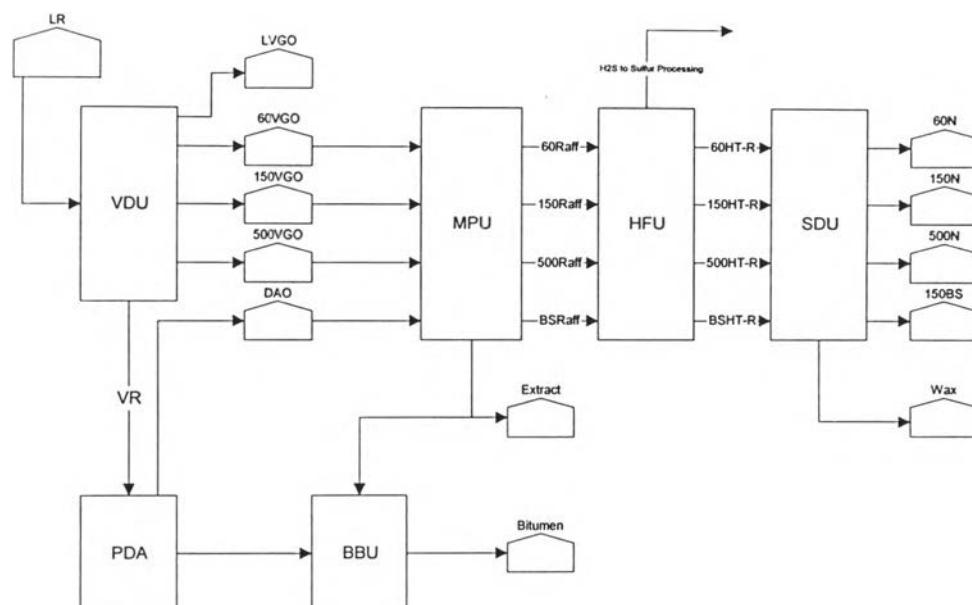 LR
LVGO
H2S to Sulfur Processing
60VGO
60Raff
60HT-R
60N
150VGO
150Raff
150HT-R
150N
VDU
MPU
HFU
SDU
500VGO
500Raff
500HT-R
500N
DAO
BSRaff
BSHT-R
150BS
VR
Extract
Wax
PDA
BBU
Bitumen